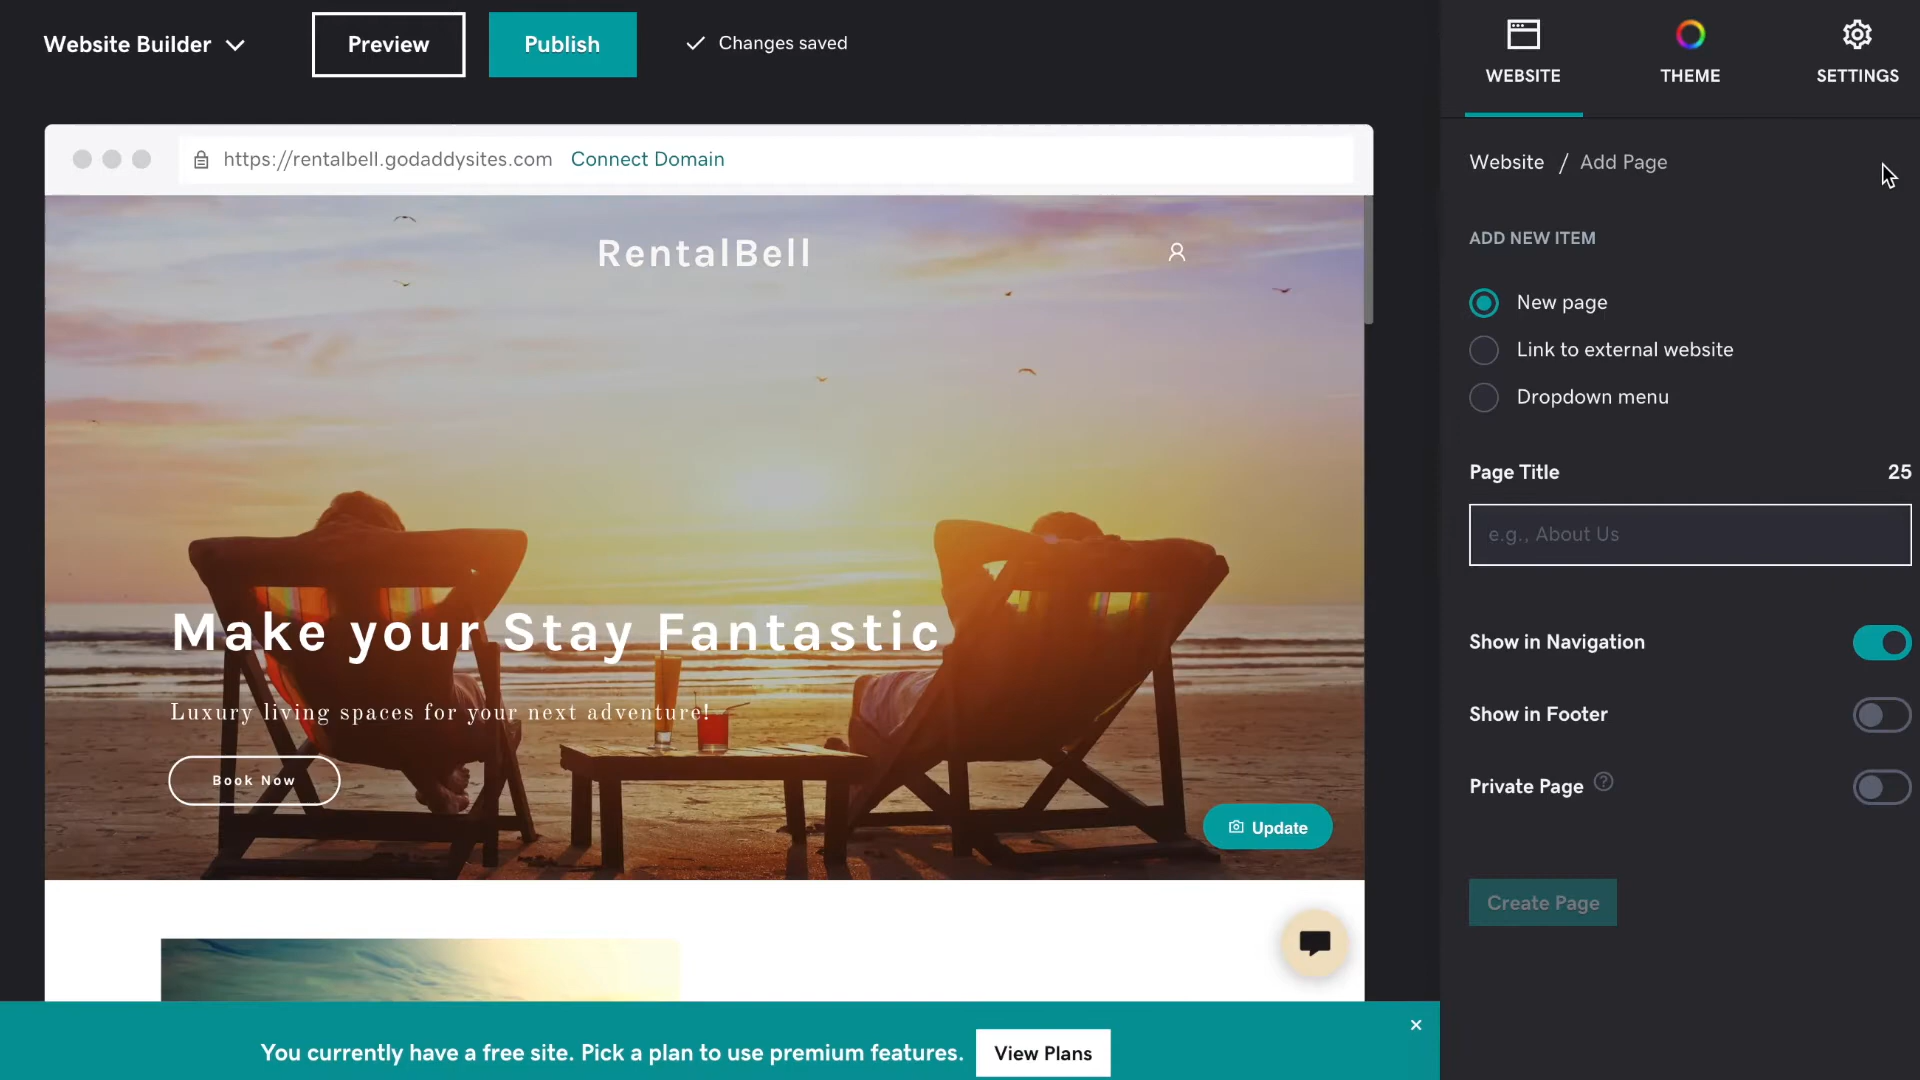 Website Builder
Preview
Publish
Changes saved
WEBSITE
THEME
SETTINGS
https://rentalbell.godaddysites.com Connect Domain
Website / Add Page
RentalBell
ADD NEW ITEM
New page
Link to external website
Dropdown menu
Page Title 25
e.g., About Us
Make your Stay Fantastic
Luxury living spaces for your next adventure!
Book Now
Update
Show in Navigation
Show in Footer
Private Page ?
Create Page
You currently have a free site. Pick a plan to use premium features.
View Plans